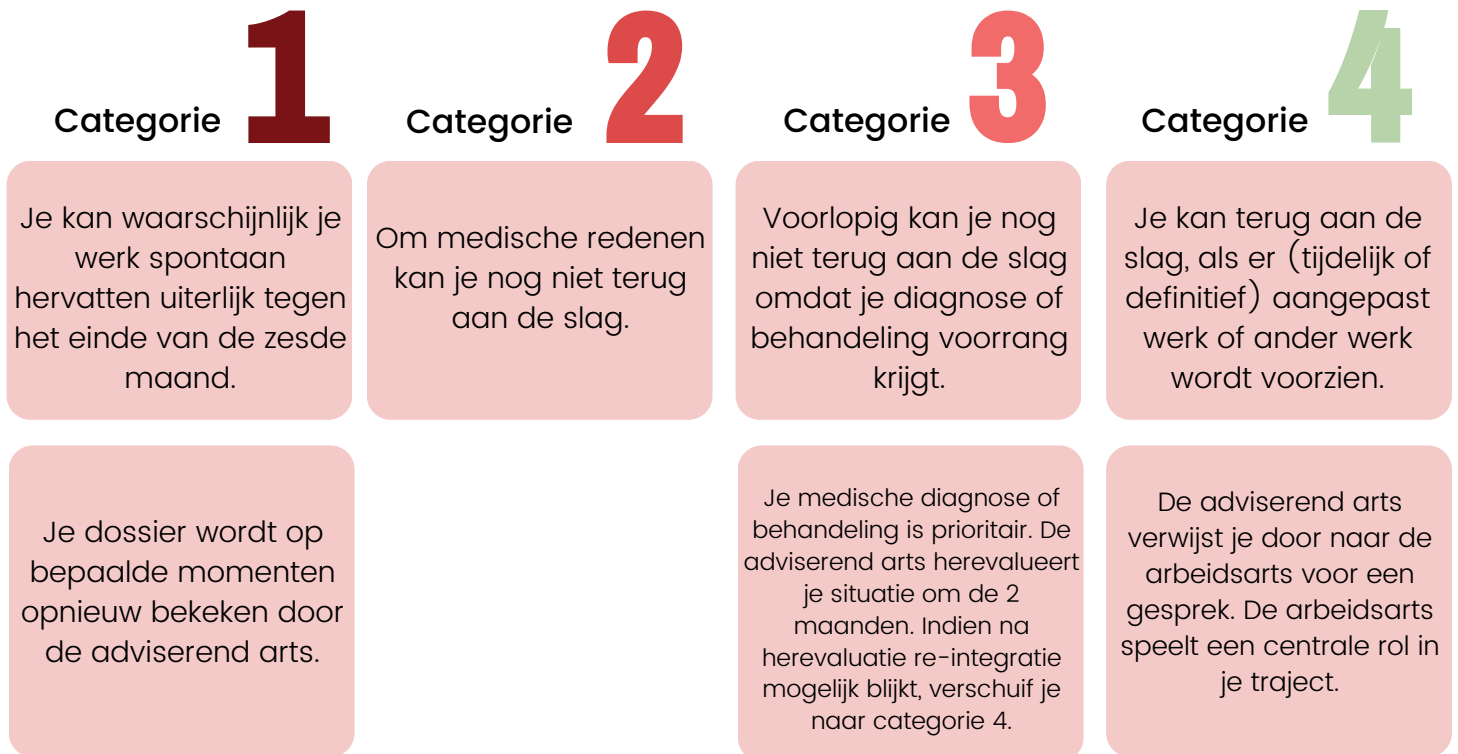 Categorie 1
Je kan waarschijnlijk je
werk spontaan
hervatten uiterlijk tegen
het einde van de zesde
maand.
Je dossier wordt op
bepaalde momenten
opnieuw bekeken door
de adviserend arts.
Categorie 2
Om medische redenen
kan je nog niet terug
aan de slag.
Categorie 3
Voorlopig kan je nog
niet terug aan de slag
omdat je diagnose of
behandeling voorrang
krijgt.
Je medische diagnose of
behandeling is prioritair. De
adviserend arts herevalueert
je situatie om de 2
maanden. Indien na
herevaluatie re-integratie
mogelijk blijkt, verschuif je
naar categorie 4.
Categorie 4
Je kan terug aan de
slag, als er (tijdelijk of
definitief) aangepast
werk of ander werk
wordt voorzien.
De adviserend arts
verwijst je door naar de
arbeidsarts voor een
gesprek. De arbeidsarts
speelt een centrale rol in
je traject.